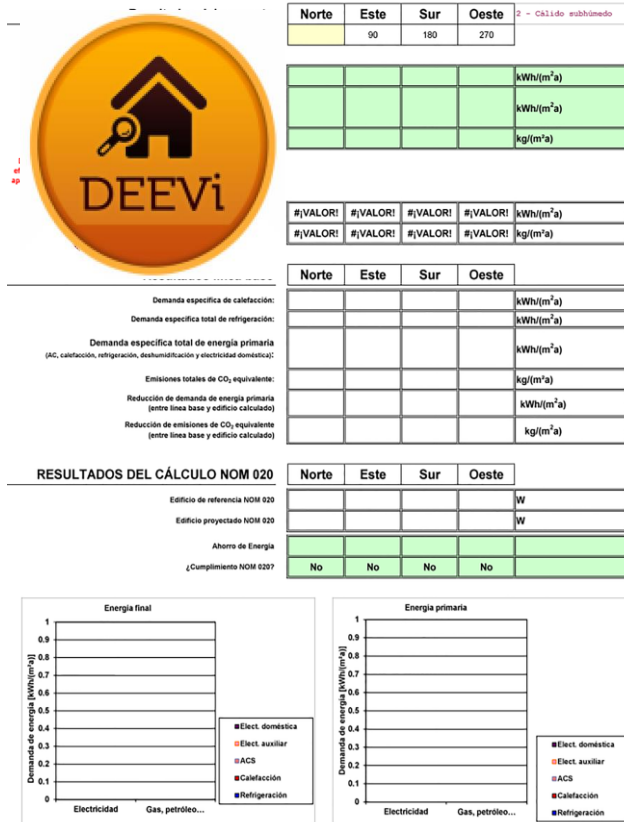 Norte Este Sur Oeste 2 - Cálido subhúmedo
90 180 270
kWh/(m²a)
kWh/(m²a)
kg/(m²a)
DEEVi
#¡VALOR! #¡VALOR! #¡VALOR! #¡VALOR! kWh/(m²a)
#¡VALOR! #¡VALOR! #¡VALOR! #¡VALOR! kg/(m²a)
Norte Este Sur Oeste
Demanda específica de calefacción: kWh/(m²a)
Demanda específica total de refrigeración: kWh/(m²a)
Demanda específica total de energía primaria
(AC, calefacción, refrigeración, deshumidifcación y electricidad doméstica): kWh/(m²a)
Emisiones totales de CO₂ equivalente: kg/(m²a)
Reducción de demanda de energía primaria
(entre línea base y edificio calculado) kWh/(m²a)
Reducción de emisiones de CO₂ equivalente
(entre línea base y edificio calculado) kg/(m²a)
RESULTADOS DEL CÁLCULO NOM 020 Norte Este Sur Oeste
Edificio de referencia NOM 020 W
Edificio proyectado NOM 020 W
Ahorro de Energía
¿Cumplimiento NOM 020? No No No No
Energía final
Demanda de energía [kWh/(m²a)]
1
0.9
0.8
0.7
0.6
0.5
0.4
0.3
0.2
0.1
0
Electricidad Gas, petróleo...
Elect. doméstica
Elect. auxiliar
ACS
Calefacción
Refrigeración
Energía primaria
Demanda de energía [kWh/(m²a)]
1
0.9
0.8
0.7
0.6
0.5
0.4
0.3
0.2
0.1
0
Electricidad Gas, petróleo...
Elect. doméstica
Elect. auxiliar
ACS
Calefacción
Refrigeración